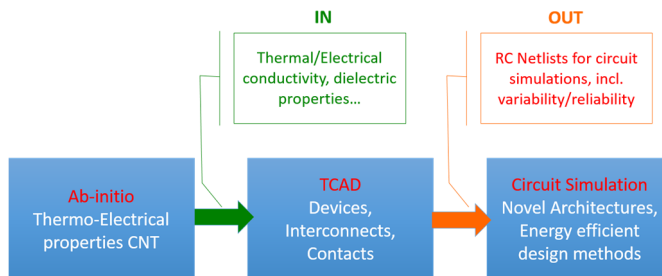 IN
Thermal/Electrical
conductivity, dielectric
properties...
OUT
RC Netlists for circuit
simulations, incl.
variability/reliability
Ab-initio
Thermo-Electrical
properties CNT
TCAD
Devices,
Interconnects,
Contacts
Circuit Simulation
Novel Architectures,
Energy efficient
design methods